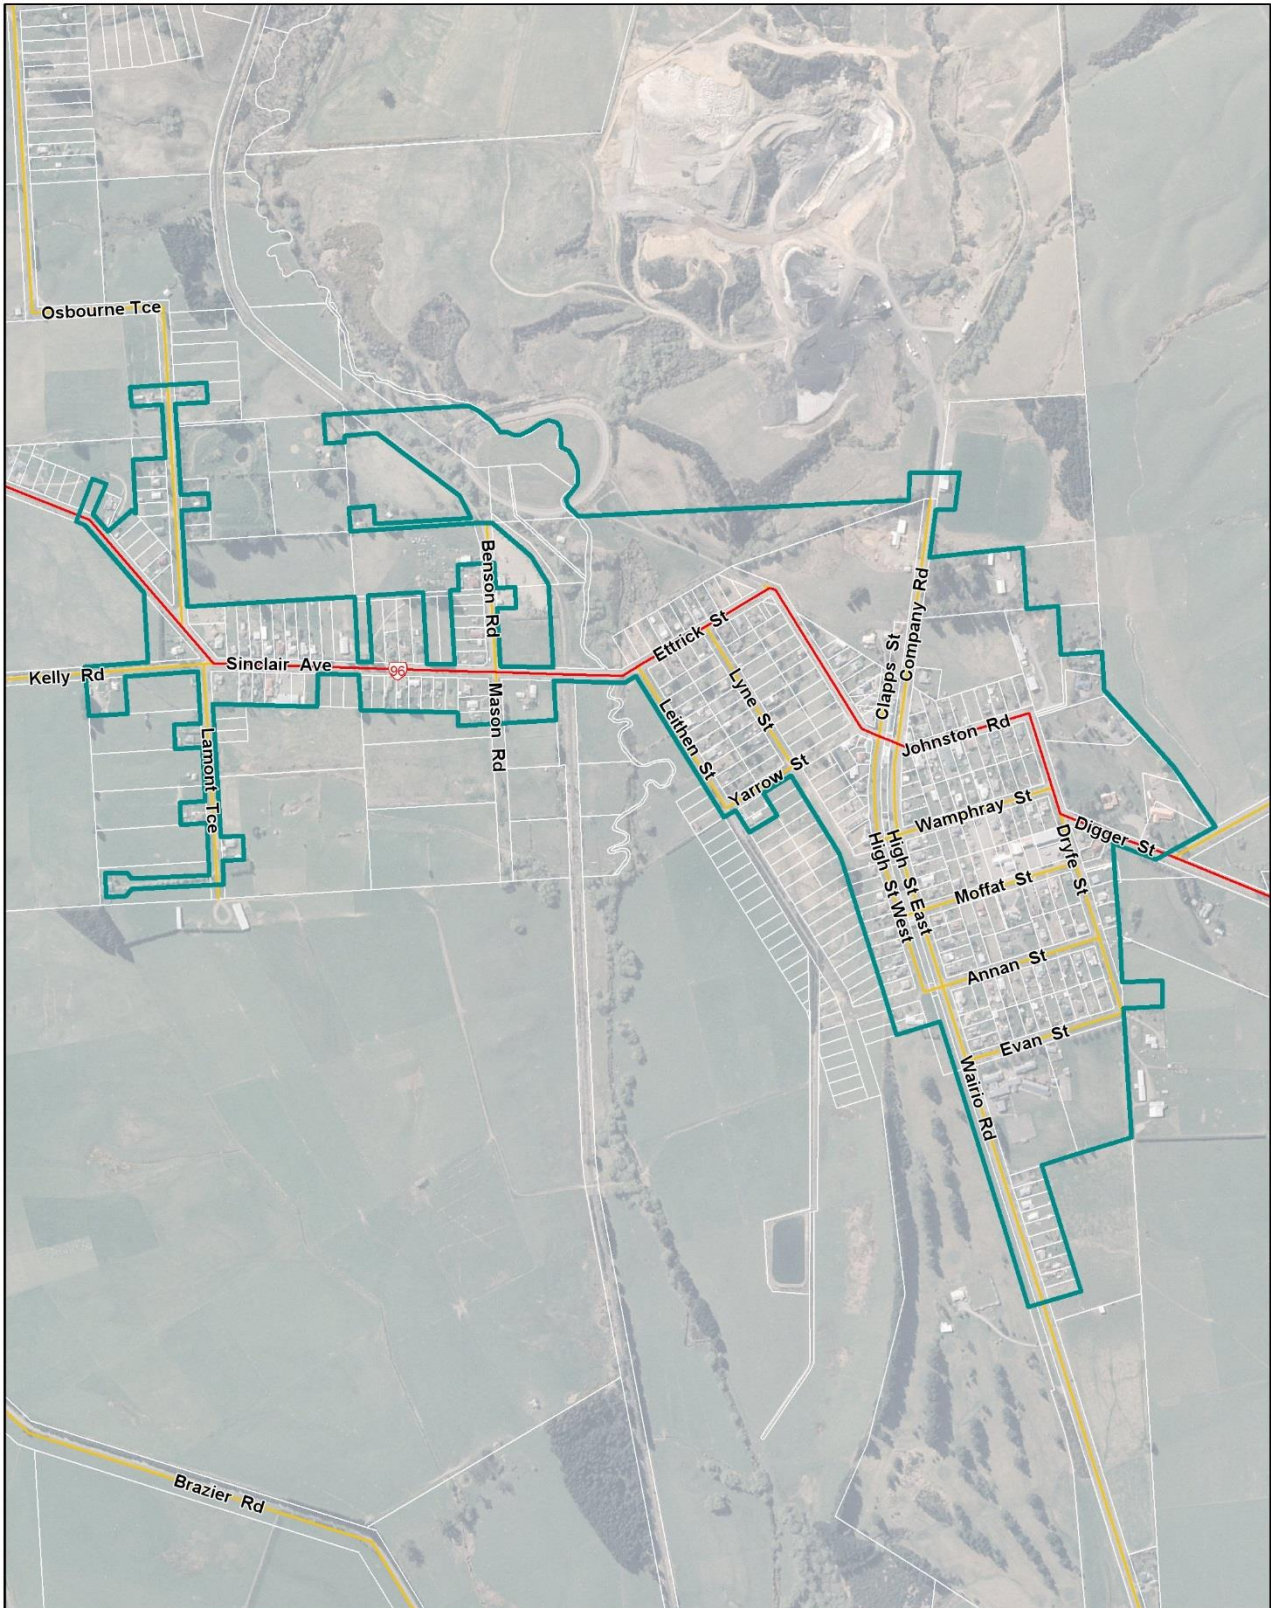 Osbourne Tce
Benson Rd
Company Rd
Clapps St
Ettrick St
Kelly Rd
Sinclair Ave
96
Lyne St
Mason Rd
Leithen St
Lamont Tce
Johnston Rd
Yarrow St
Wamphray St
Digger St
Dryfe St
High St East
High St West
Moffat St
Annan St
Evan St
Wairio Rd
Brazier Rd